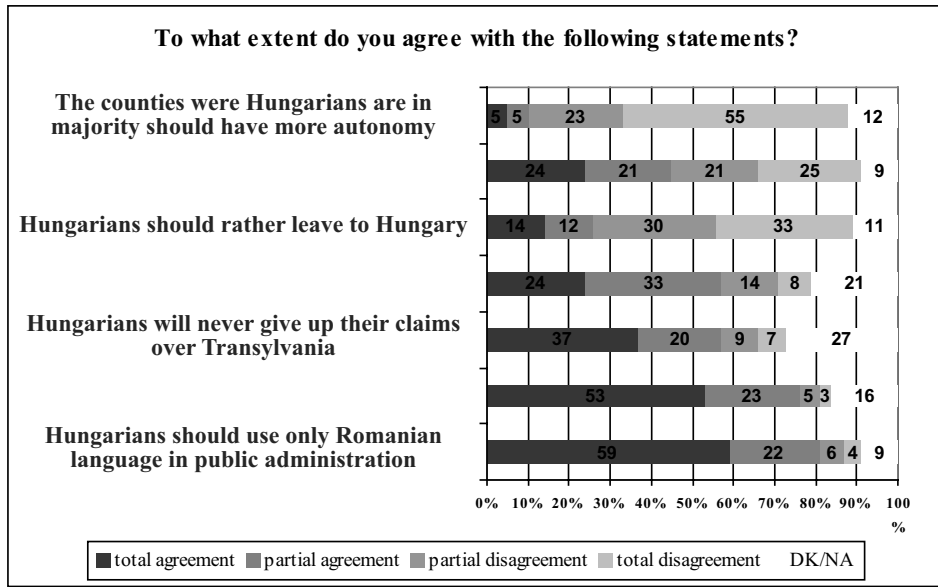 To what extent do you agree with the following statements?
The counties were Hungarians are in
majority should have more autonomy
5 5 23 55 12
24 21 21 25 9
Hungarians should rather leave to Hungary
14 12 30 33 11
24 33 14 8 21
Hungarians will never give up their claims
over Transylvania
37 20 9 7 27
53 23 5 3 16
Hungarians should use only Romanian
language in public administration
59 22 6 4 9
0% 10% 20% 30% 40% 50% 60% 70% 80% 90% 100
%
total agreement partial agreement partial disagreement total disagreement DK/NA